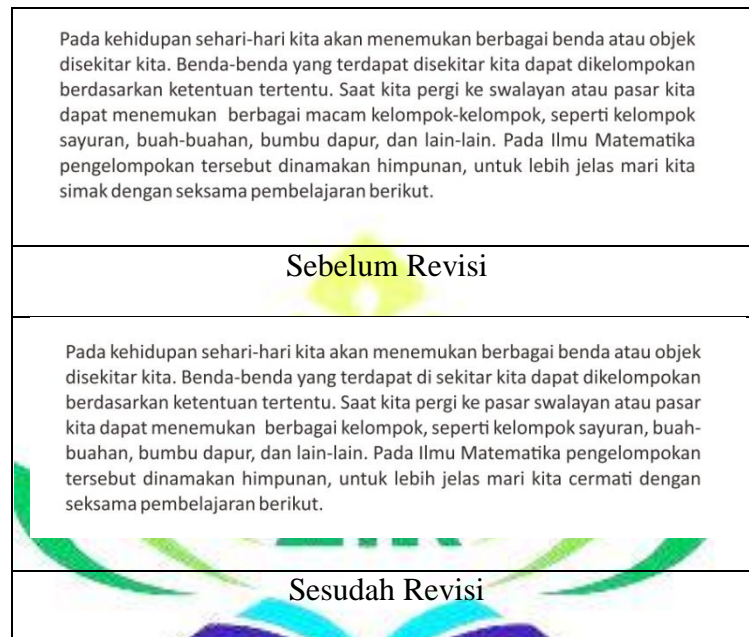 Pada kehidupan sehari-hari kita akan menemukan berbagai benda atau objek
disekitar kita. Benda-benda yang terdapat disekitar kita dapat dikelompokan
berdasarkan ketentuan tertentu. Saat kita pergi ke swalayan atau pasar kita
dapat menemukan berbagai macam kelompok-kelompok, seperti kelompok
sayuran, buah-buahan, bumbu dapur, dan lain-lain. Pada Ilmu Matematika
pengelompokan tersebut dinamakan himpunan, untuk lebih jelas mari kita
simak dengan seksama pembelajaran berikut.
Sebelum Revisi
Pada kehidupan sehari-hari kita akan menemukan berbagai benda atau objek
disekitar kita. Benda-benda yang terdapat di sekitar kita dapat dikelompokan
berdasarkan ketentuan tertentu. Saat kita pergi ke pasar swalayan atau pasar
kita dapat menemukan berbagai kelompok, seperti kelompok sayuran, buah-
buahan, bumbu dapur, dan lain-lain. Pada Ilmu Matematika pengelompokan
tersebut dinamakan himpunan, untuk lebih jelas mari kita cermati dengan
seksama pembelajaran berikut.
Sesudah Revisi